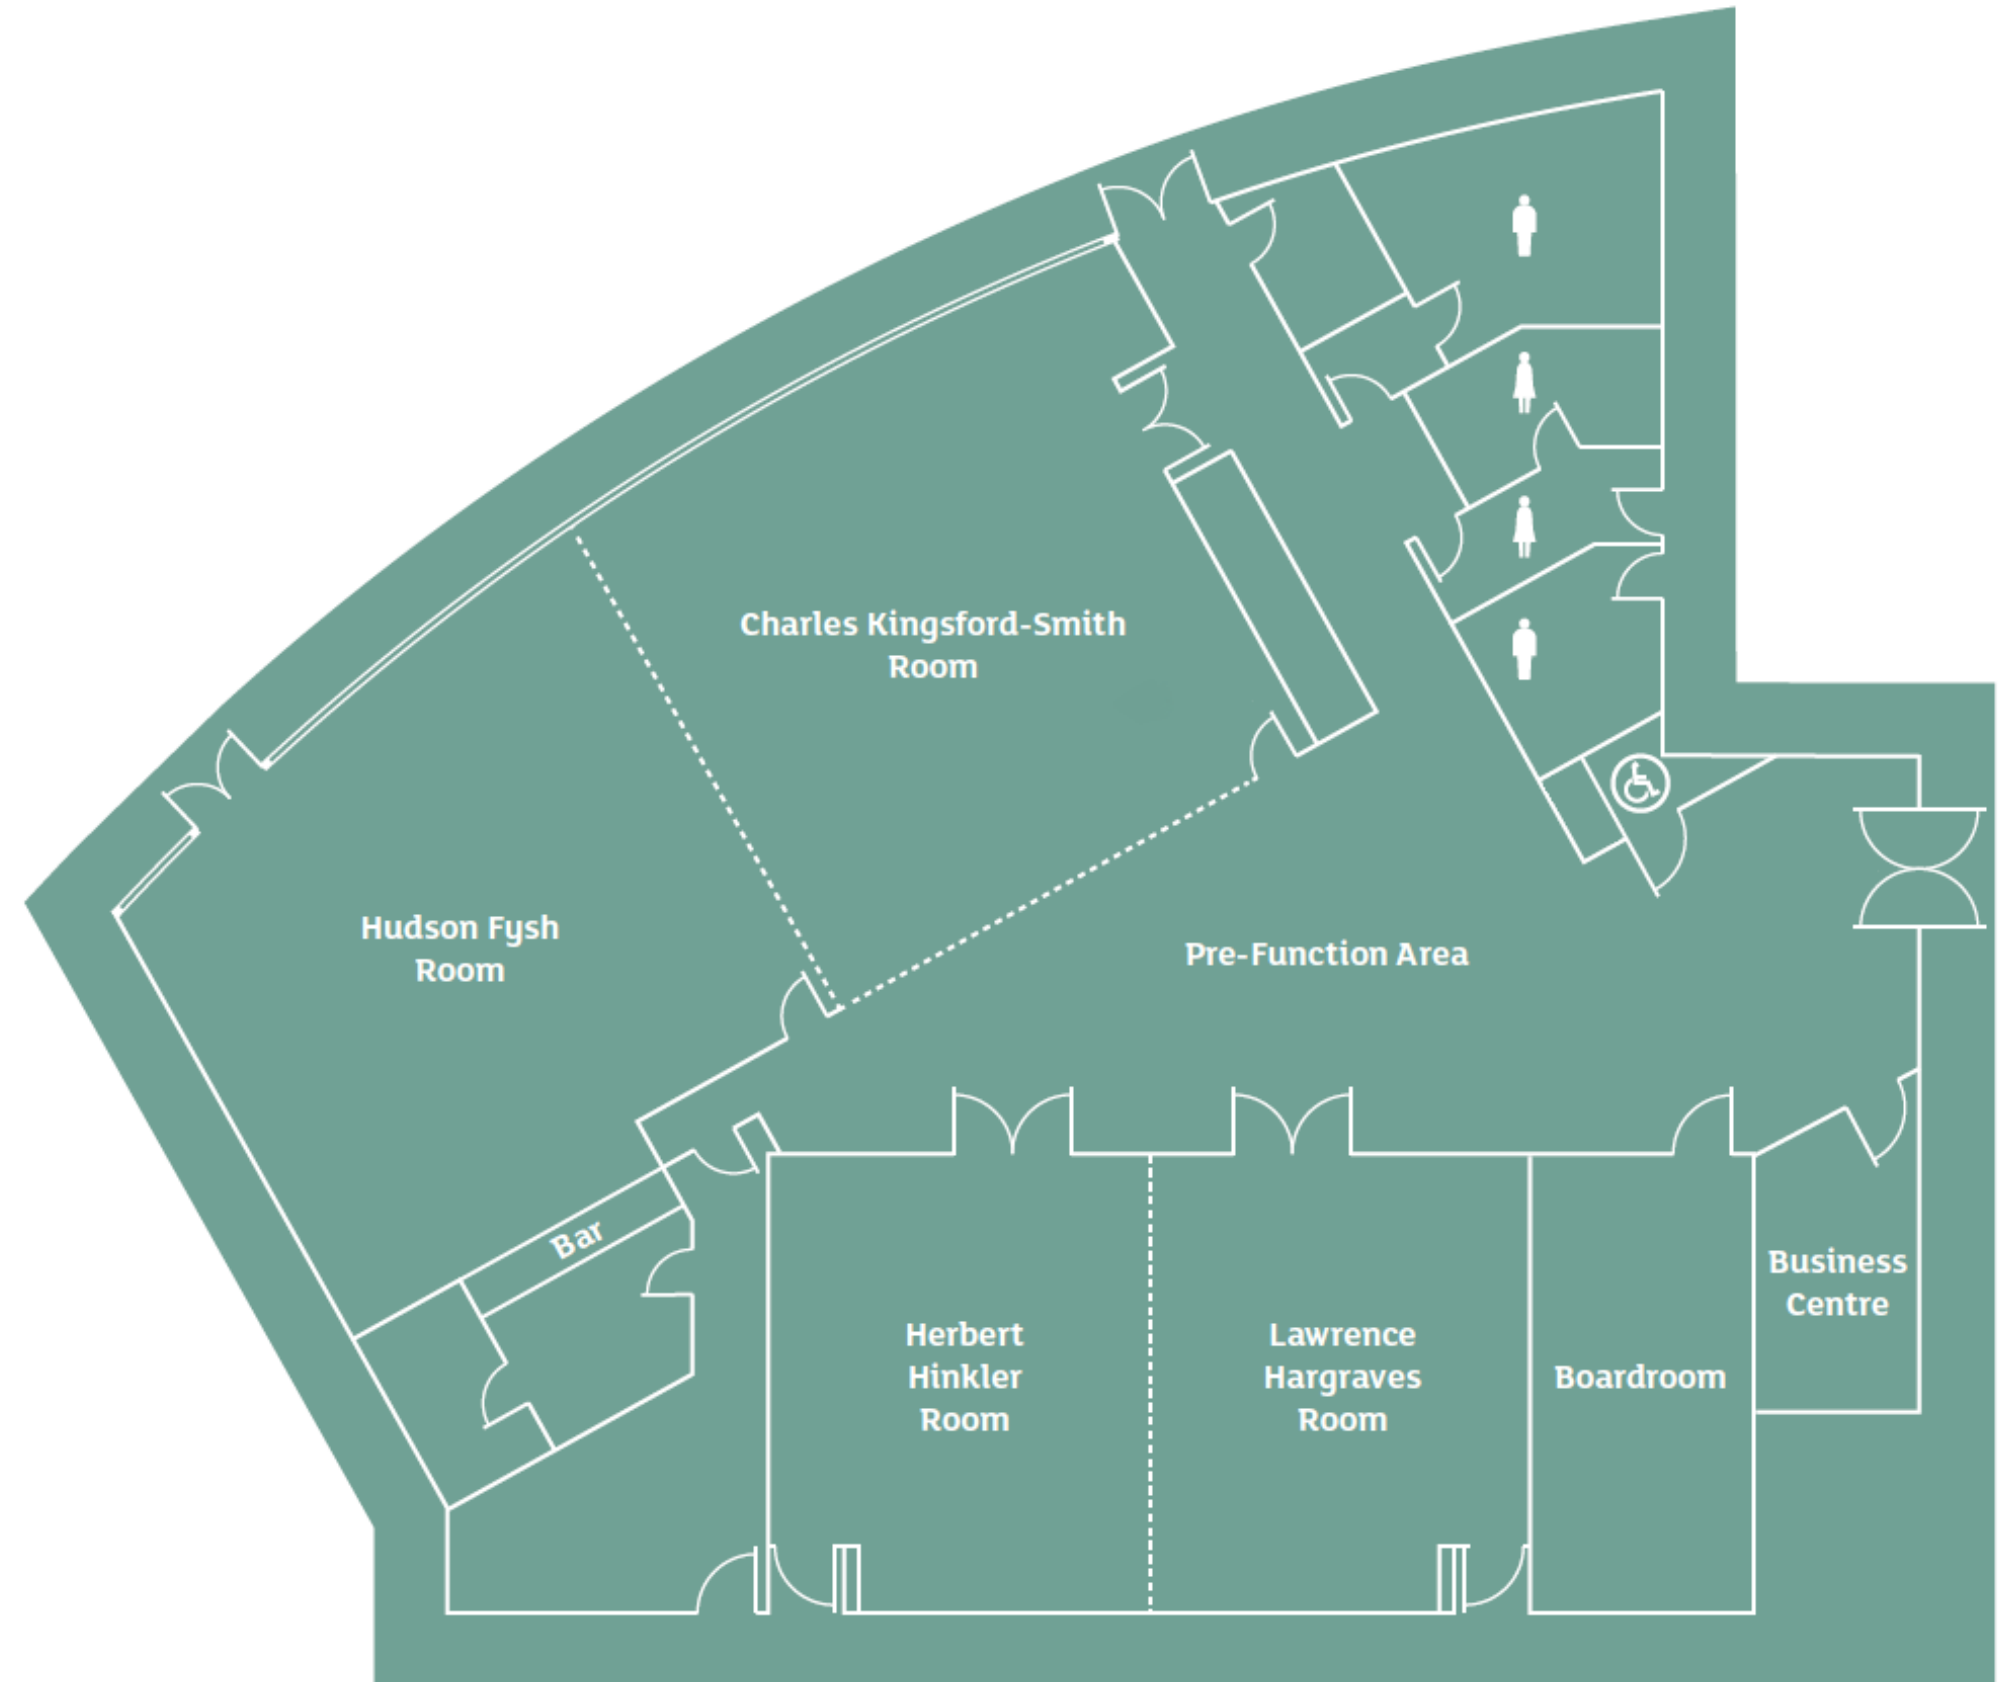 Charles Kingsford-Smith
Room
Hudson Fysh
Room
Pre-Function Area
Bar
Herbert
Hinkler
Room
Lawrence
Hargraves
Room
Boardroom
Business
Centre